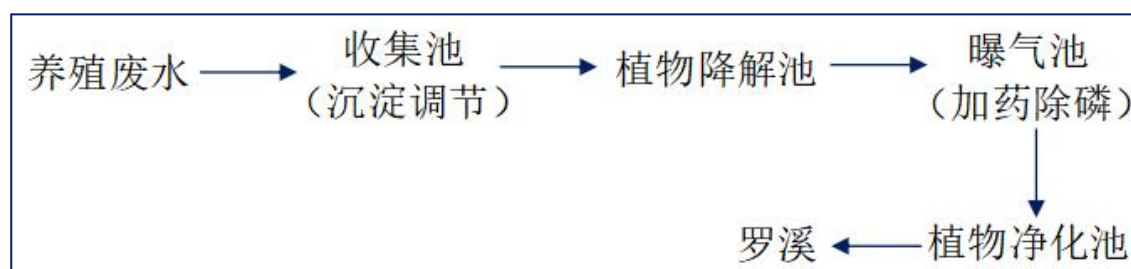 养殖废水
收集池
（沉淀调节）
植物降解池
曝气池
（加药除磷）
植物净化池
罗溪